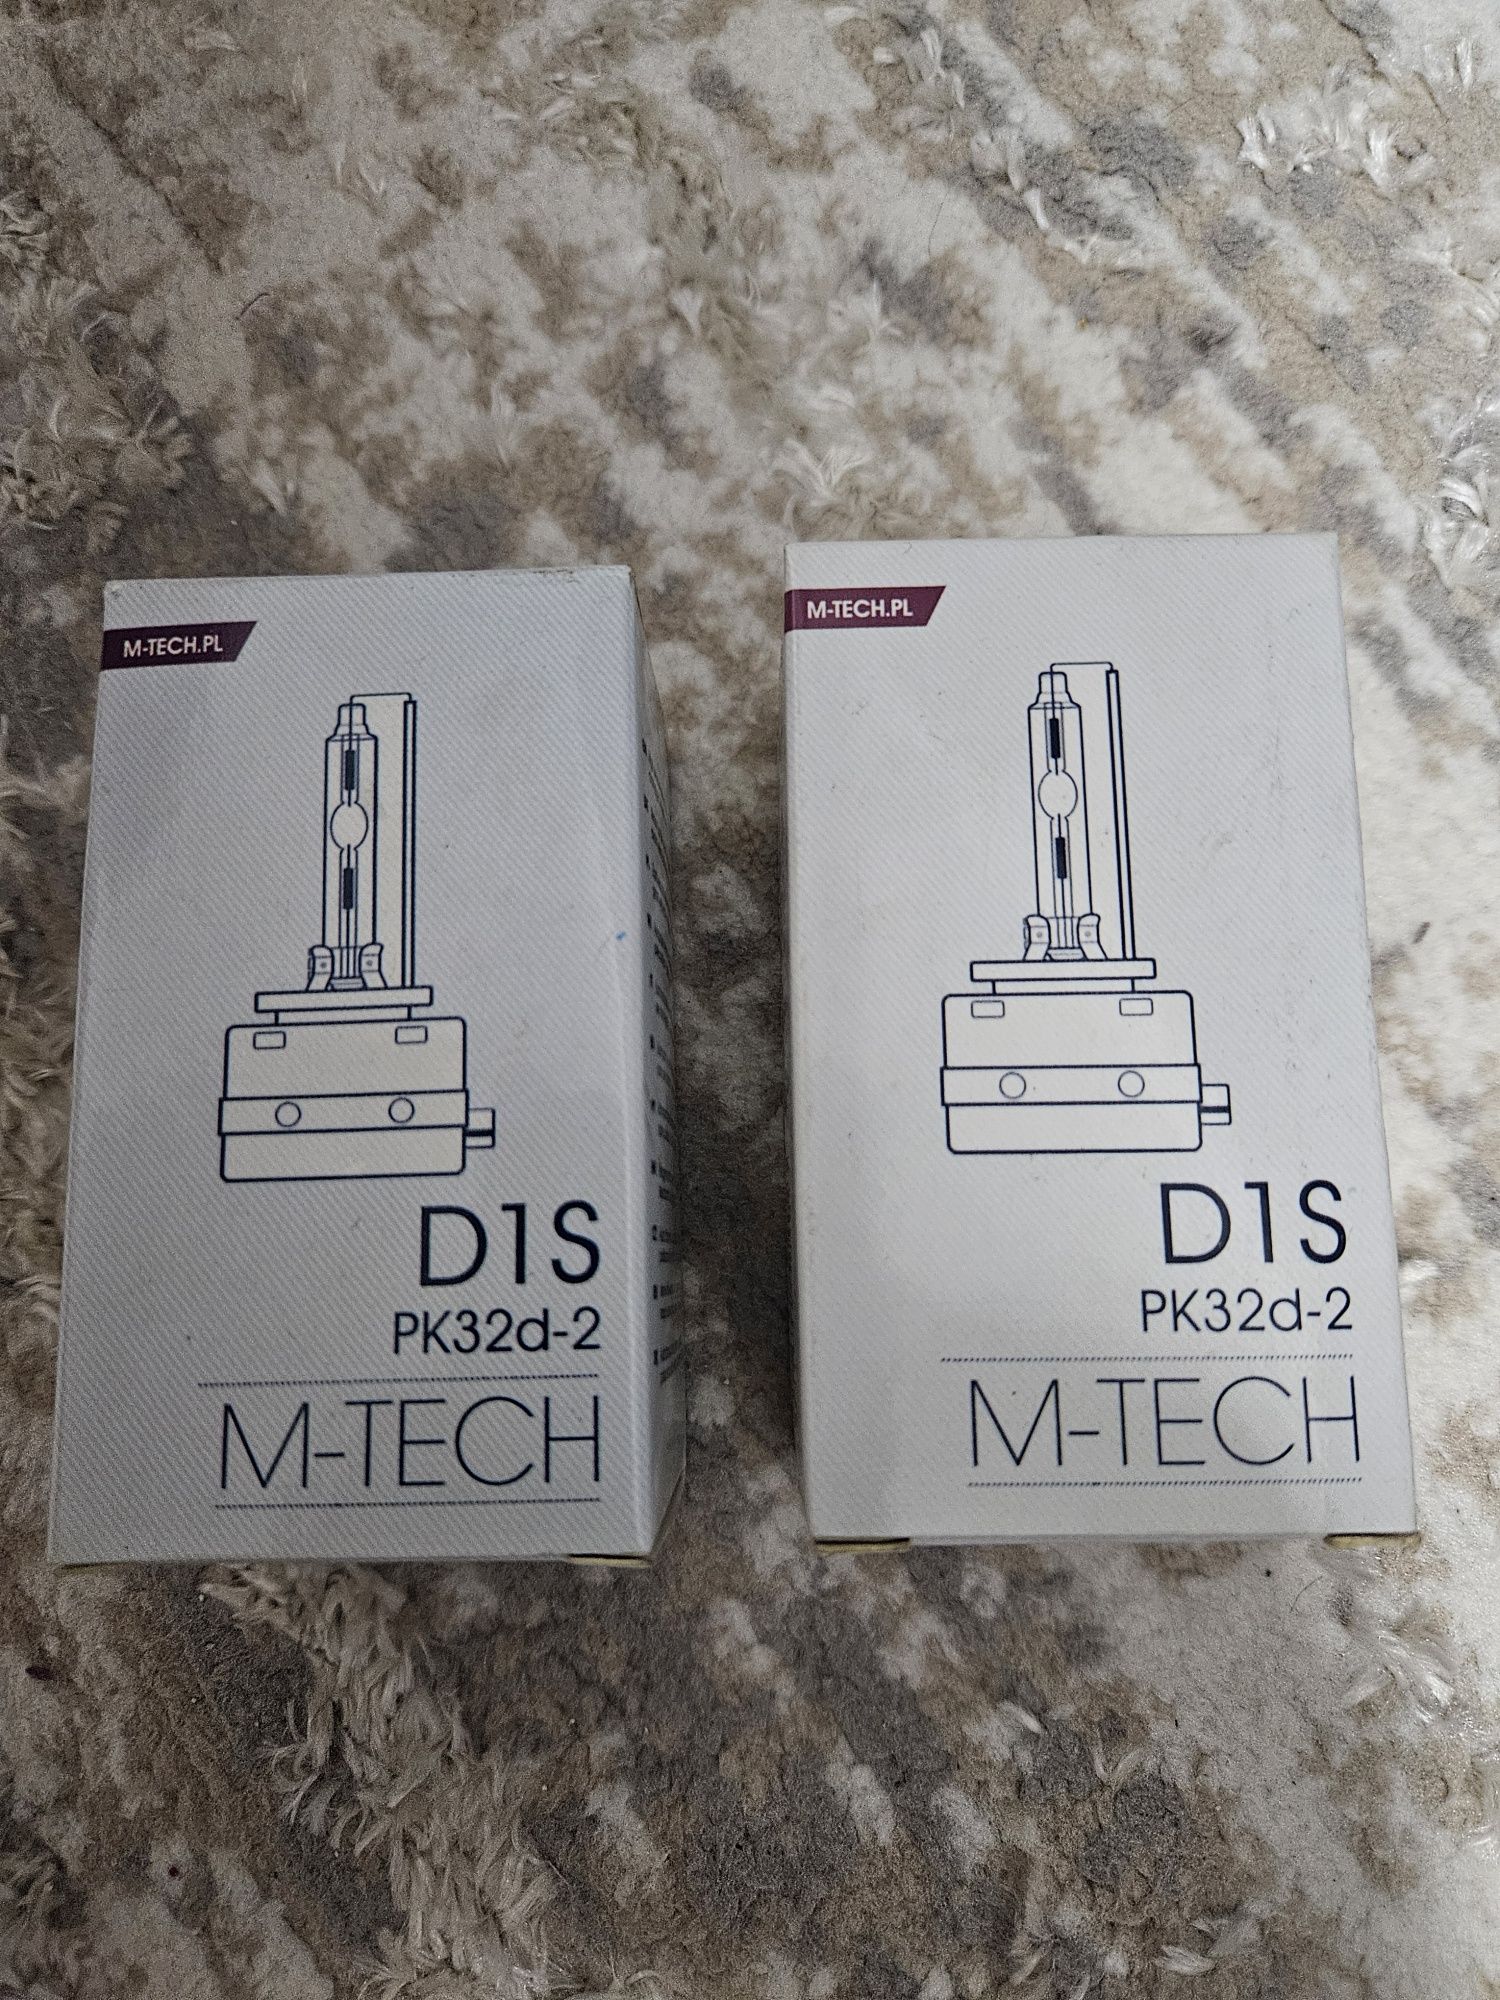 M-TECH.PL
D1S
PK32d-2
M-TECH
M-TECH.PL
D1S
PK32d-2
M-TECH